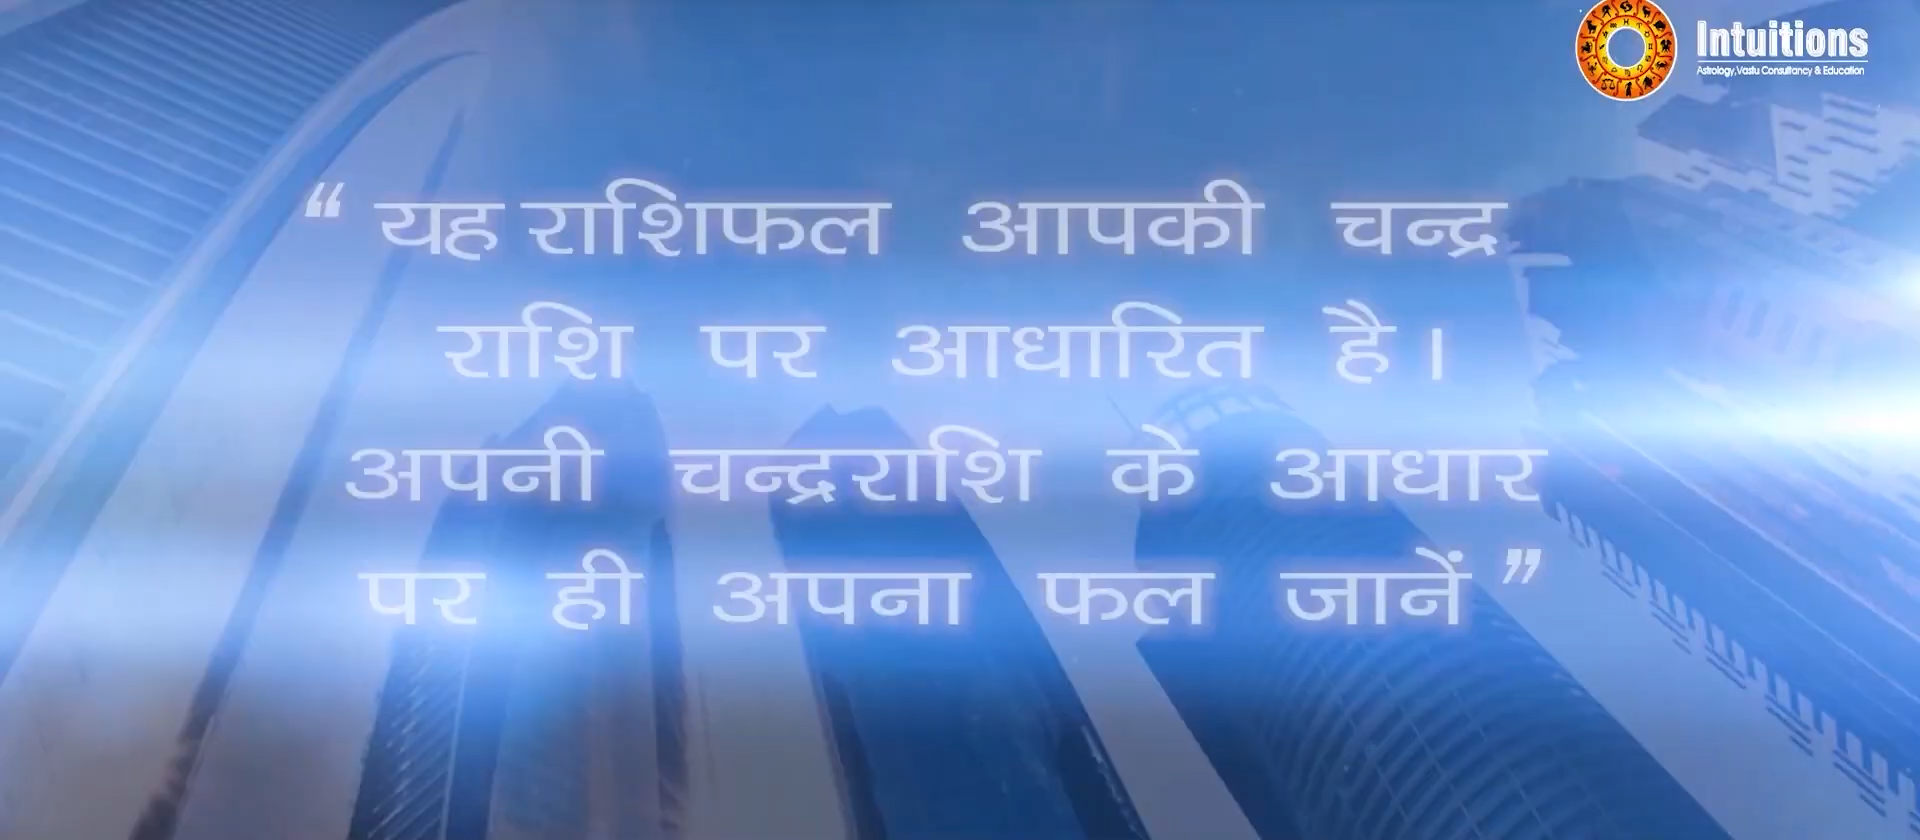 Intuitions
Astrology, Vastu Consultancy & Education
“ यह राशिफल आपकी चन्द्र
राशि पर आधारित है।
अपनी चन्द्रराशि के आधार
पर ही अपना फल जानें ”